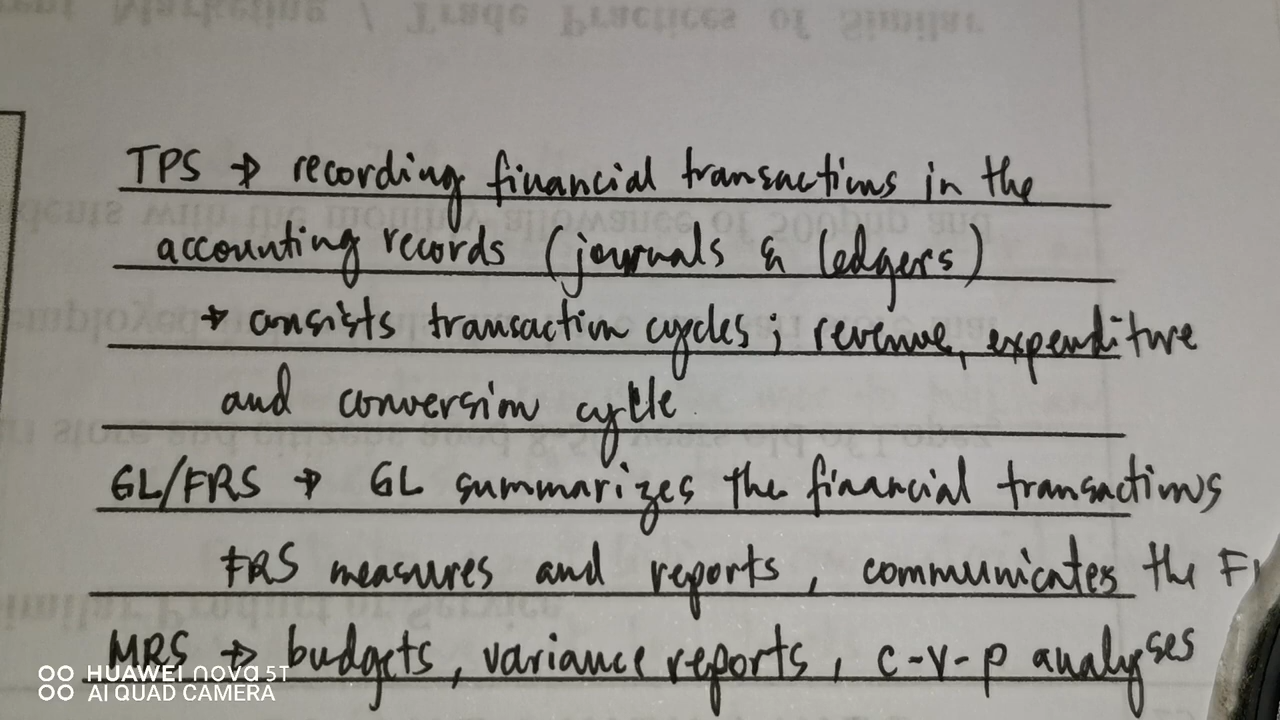 TPS → recording financial transactions in the
accounting records (journals & ledgers)
→ consists transaction cycles; revenue, expenditure
and conversion cycle.
GL/FRS → GL summarizes the financial transactions
FRS measures and reports, communicates the
MRS → budgets, variance reports, c-v-p analyses
HUAWEI nova 5T
AI QUAD CAMERA